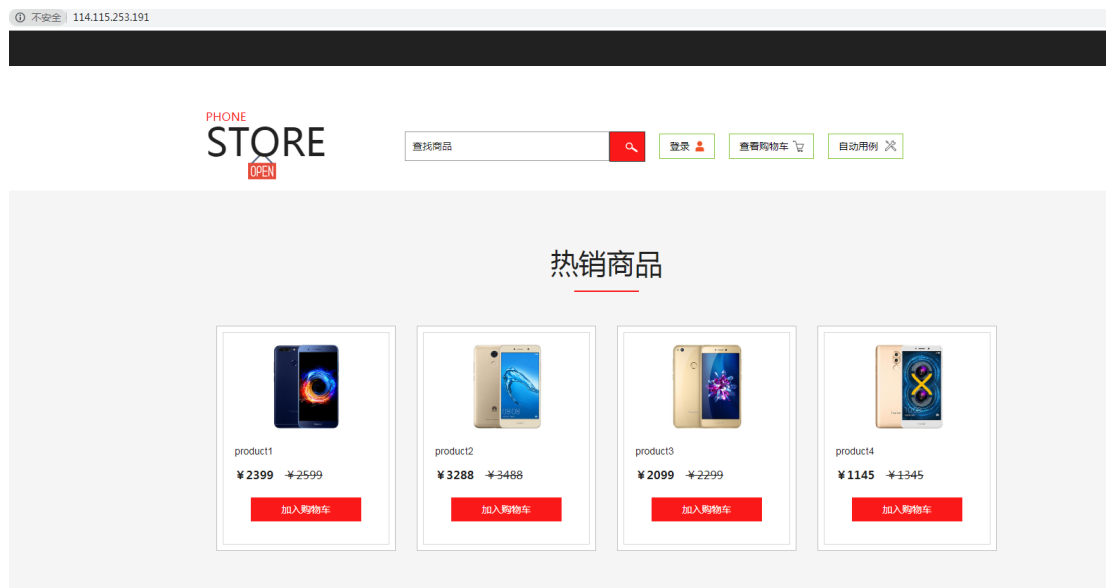 不安全 114.115.253.191
PHONE
STORE
OPEN
查找商品
登录 查看购物车 自动用例
热销商品
product1 product2 product3 product4
¥2399 ¥2599 ¥3288 ¥3488 ¥2099 ¥2299 ¥1145 ¥1345
加入购物车 加入购物车 加入购物车 加入购物车